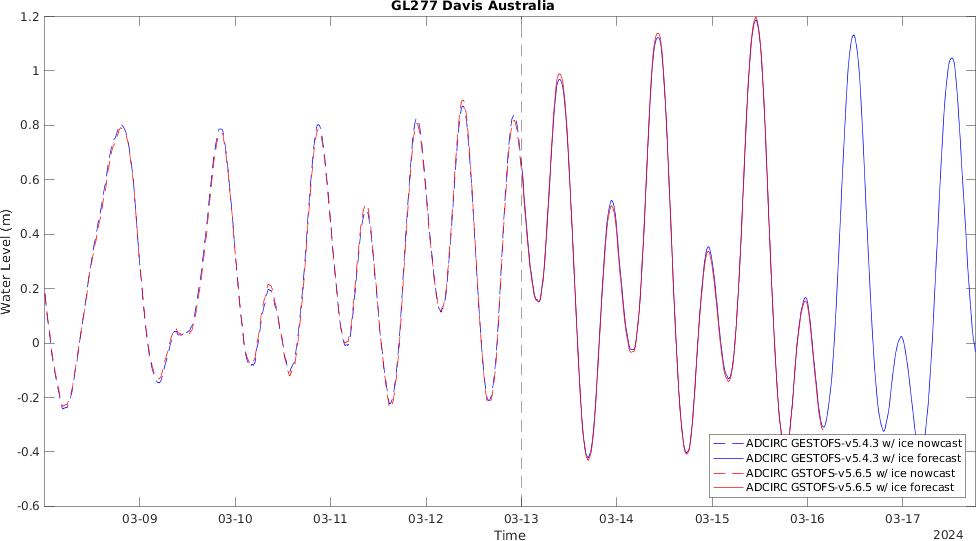 GL277 Davis Australia
1.2
1
0.8
0.6
0.4
0.2
0
-0.2
-0.4
-0.6
Water Level (m)
ADCIRC GESTOFS-v5.4.3 w/ ice nowcast
ADCIRC GESTOFS-v5.4.3 w/ ice forecast
ADCIRC GSTOFS-v5.6.5 w/ ice nowcast
ADCIRC GSTOFS-v5.6.5 w/ ice forecast
03-09 03-10 03-11 03-12 03-13 03-14 03-15 03-16 03-17
Time
2024